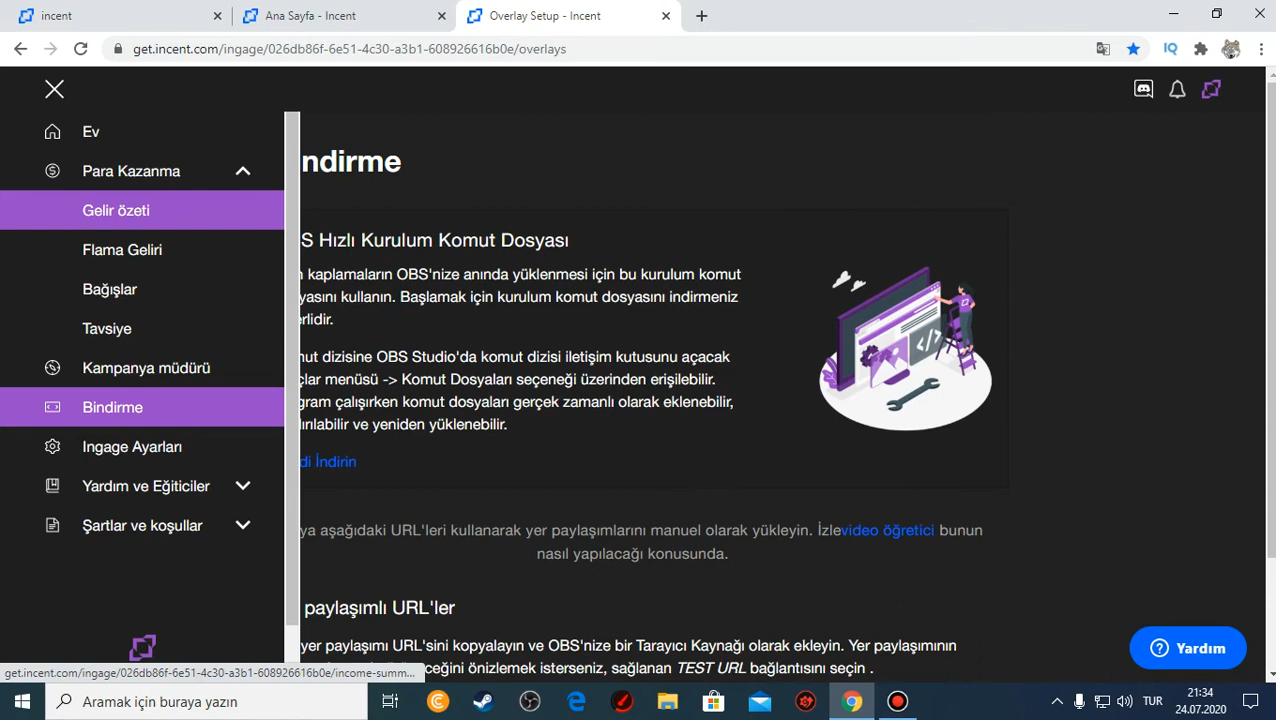 incent
Ana Sayfa - Incent
Overlay Setup - Incent
get.incent.com/ingage/026db86f-6e51-4c30-a3b1-608926616b0e/overlays
IQ
Ev
Para Kazanma
Gelir özeti
Flama Geliri
Bağışlar
Tavsiye
Kampanya müdürü
Bindirme
Ingage Ayarları
Yardım ve Eğiticiler
Şartlar ve koşullar
ndirme
S Hızlı Kurulum Komut Dosyası
kaplamaların OBS'nize anında yüklenmesi için bu kurulum komut
yasını kullanın. Başlamak için kurulum komut dosyasını indirmeniz
erlidir.
mut dizisine OBS Studio'da komut dizisi iletişim kutusunu açacak
çlar menüsü -> Komut Dosyaları seçeneği üzerinden erişilebilir.
gram çalışırken komut dosyaları gerçek zamanlı olarak eklenebilir,
dırılabilir ve yeniden yüklenebilir.
di İndirin
ya aşağıdaki URL'leri kullanarak yer paylaşımlarını manuel olarak yükleyin. İzlevideo öğretici bunun
nasıl yapılacağı konusunda.
paylaşımlı URL'ler
yer paylaşımı URL'sini kopyalayın ve OBS'nize bir Tarayıcı Kaynağı olarak ekleyin. Yer paylaşımının
eceğini önizlemek isterseniz, sağlanan TEST URL bağlantısını seçin .
Yardım
get.incent.com/ingage/026db86f-6e51-4c30-a3b1-608926616b0e/income-summ...
Aramak için buraya yazın
TUR
21:34
24.07.2020